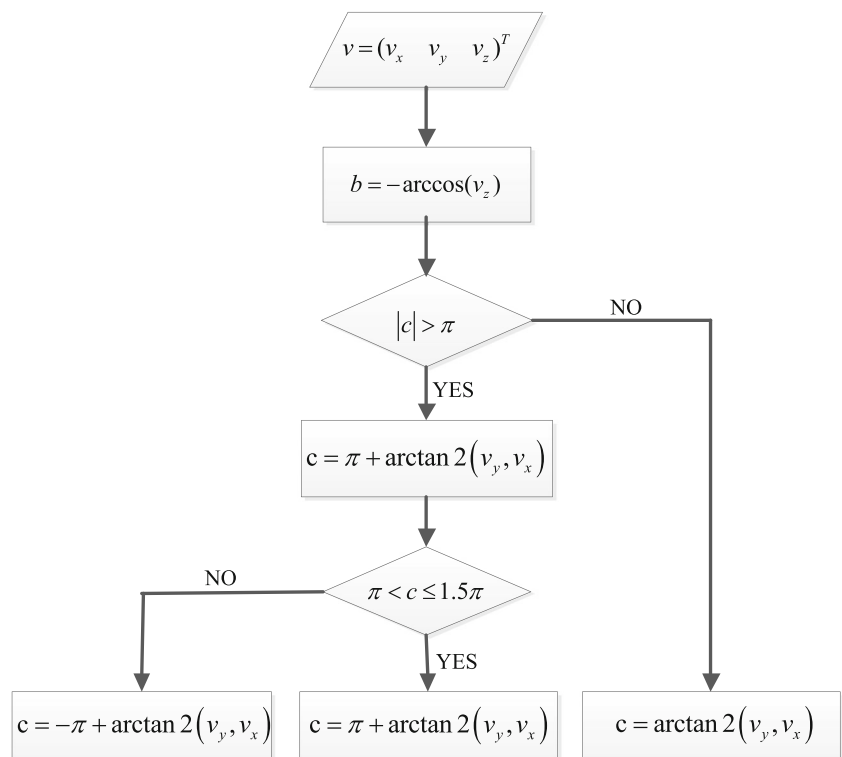 v = (v_x v_y v_z)^T
b = −arccos(v_z)
|c| > π
NO
YES
c = π + arctan 2(v_y, v_x)
π < c ≤ 1.5π
NO
YES
c = −π + arctan 2(v_y, v_x)
c = π + arctan 2(v_y, v_x)
c = arctan 2(v_y, v_x)